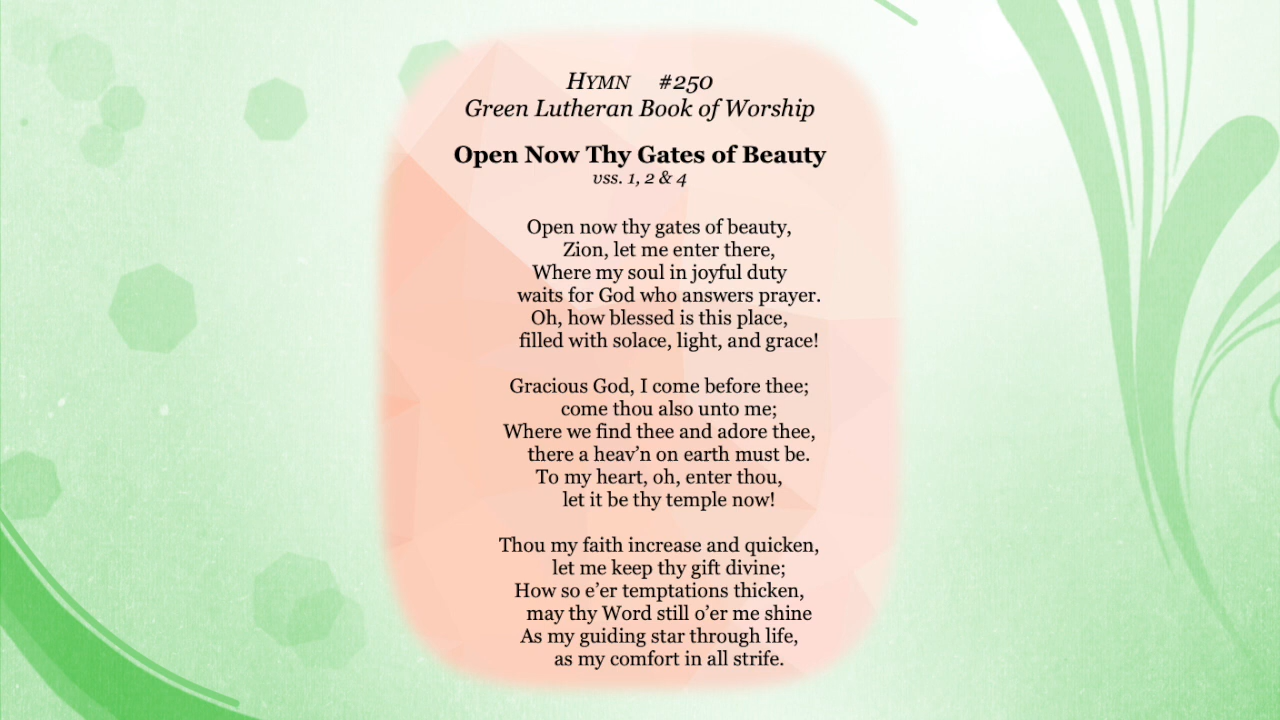 HYMN #250
Green Lutheran Book of Worship
Open Now Thy Gates of Beauty
vss. 1, 2 & 4
Open now thy gates of beauty,
Zion, let me enter there,
Where my soul in joyful duty
waits for God who answers prayer.
Oh, how blessed is this place,
filled with solace, light, and grace!
Gracious God, I come before thee;
come thou also unto me;
Where we find thee and adore thee,
there a heav’n on earth must be.
To my heart, oh, enter thou,
let it be thy temple now!
Thou my faith increase and quicken,
let me keep thy gift divine;
How so e’er temptations thicken,
may thy Word still o’er me shine
As my guiding star through life,
as my comfort in all strife.